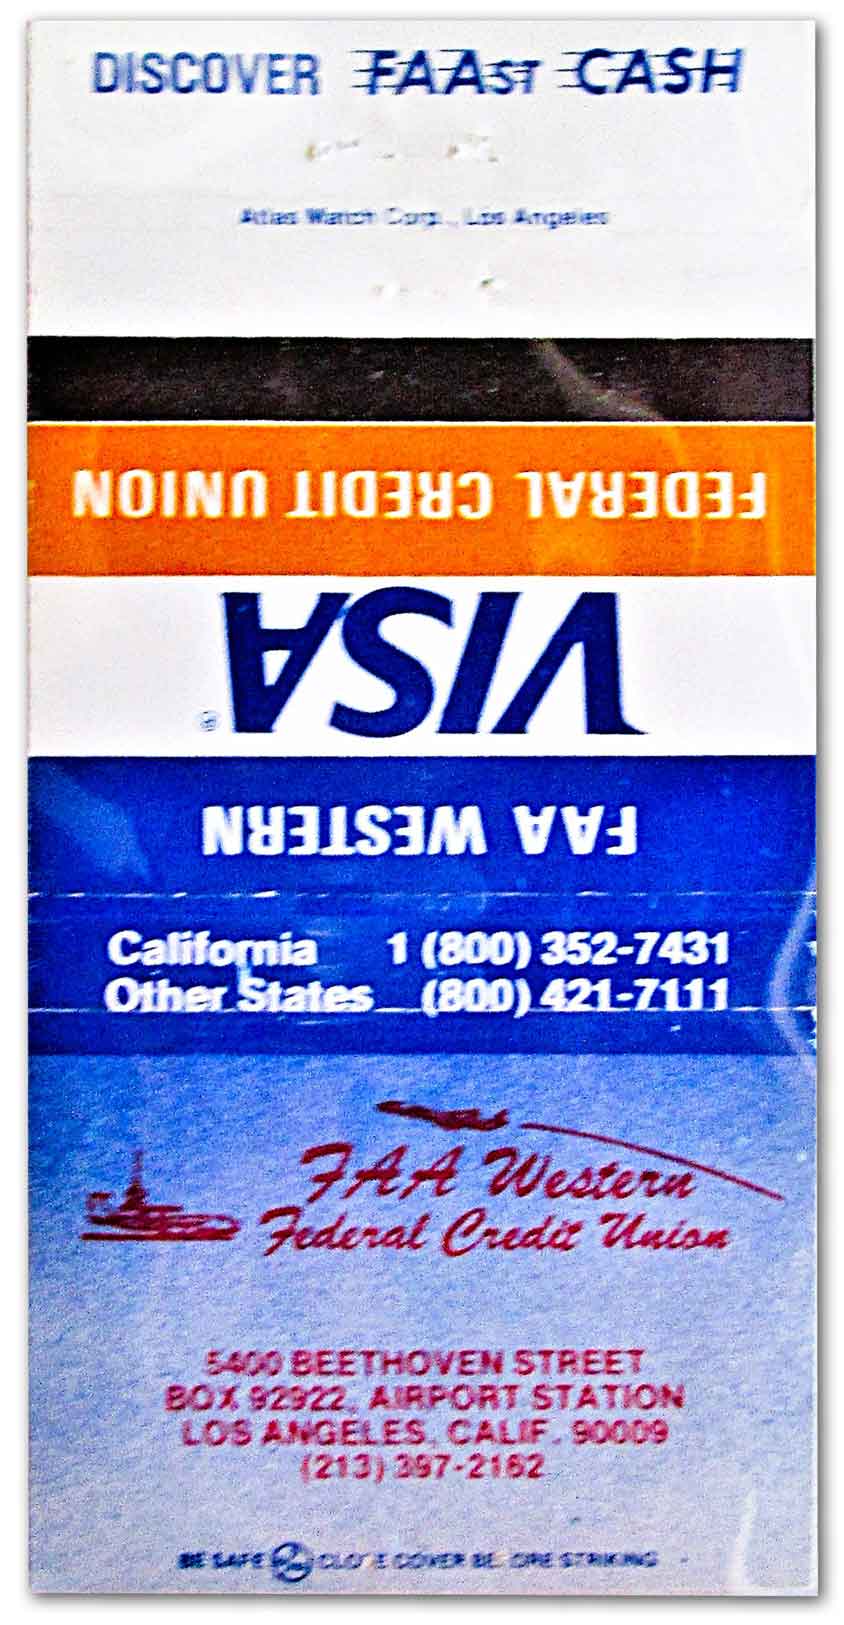 DISCOVER FAAST CASH
Atlas Match Corp., Los Angeles
FEDERAL CREDIT UNION
VISA®
FAA WESTERN
California 1 (800) 352-7431
Other States (800) 421-7111
FAA Western
Federal Credit Union
5400 BEETHOVEN STREET
BOX 92922, AIRPORT STATION
LOS ANGELES, CALIF. 90009
(213) 397-2162
BE SAFE CLOSE COVER BEFORE STRIKING